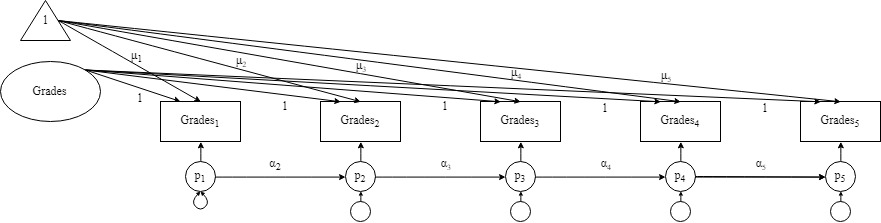 1
μ1
μ2
μ3
μ4
μ5
Grades
1
1
1
1
1
Grades1
Grades2
Grades3
Grades4
Grades5
α2
α3
α4
α5
p1
p2
p3
p4
p5